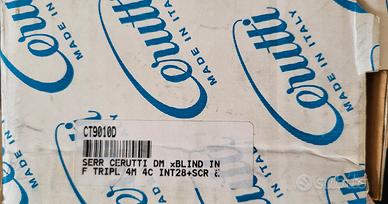 Cerutti
MADE IN ITALY
Cerutti
MADE IN ITALY
Cerutti
MADE IN ITALY
CT9010D
SERR CERUTTI DM xBLIND IN
F TRIPL 4M 4C INT28+SCR
subito